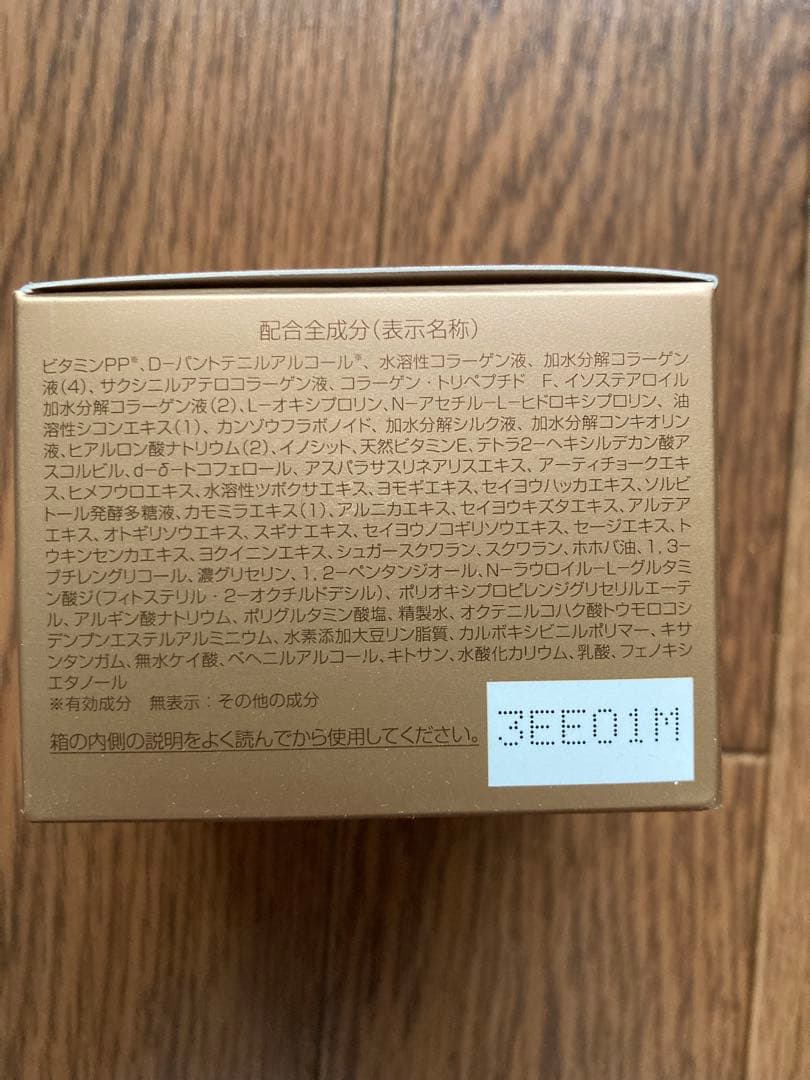 配合全成分(表示名称)
ビタミンPP※、D−パントテニルアルコール※、水溶性コラーゲン液、加水分解コラーゲン
液(4)、サクシニルアテロコラーゲン液、コラーゲン・トリペプチド F、イソステアロイル
加水分解コラーゲン液(2)、L−オキシプロリン、N−アセチル−L−ヒドロキシプロリン、油
溶性シコンエキス(1)、カンゾウフラボノイド、加水分解シルク液、加水分解コンキオリン
液、ヒアルロン酸ナトリウム(2)、イノシット、天然ビタミンE、テトラ2−ヘキシルデカン酸ア
スコルビル、d−δ−トコフェロール、アスパラサスリネアリスエキス、アーティチョークエキ
ス、ヒメフウロエキス、水溶性ツボクサエキス、ヨモギエキス、セイヨウハッカエキス、ソルビ
トール発酵多糖液、カモミラエキス(1)、アルニカエキス、セイヨウキズタエキス、アルテア
エキス、オトギリソウエキス、スギナエキス、セイヨウノコギリソウエキス、セージエキス、ト
ウキンセンカエキス、ヨクイニンエキス、シュガースクワラン、スクワラン、ホホバ油、1,3−
ブチレングリコール、濃グリセリン、1,2−ペンタンジオール、N−ラウロイル−L−グルタミ
ン酸ジ(フィトステリル・2−オクチルドデシル)、ポリオキシプロピレンジグリセリルエーテ
ル、アルギン酸ナトリウム、ポリグルタミン酸塩、精製水、オクテニルコハク酸トウモロコシ
デンプンエステルアルミニウム、水素添加大豆リン脂質、カルボキシビニルポリマー、キサ
ンタンガム、無水ケイ酸、ベヘニルアルコール、キトサン、水酸化カリウム、乳酸、フェノキシ
エタノール
※有効成分 無表示：その他の成分
箱の内側の説明をよく読んでから使用してください。
3EE01M